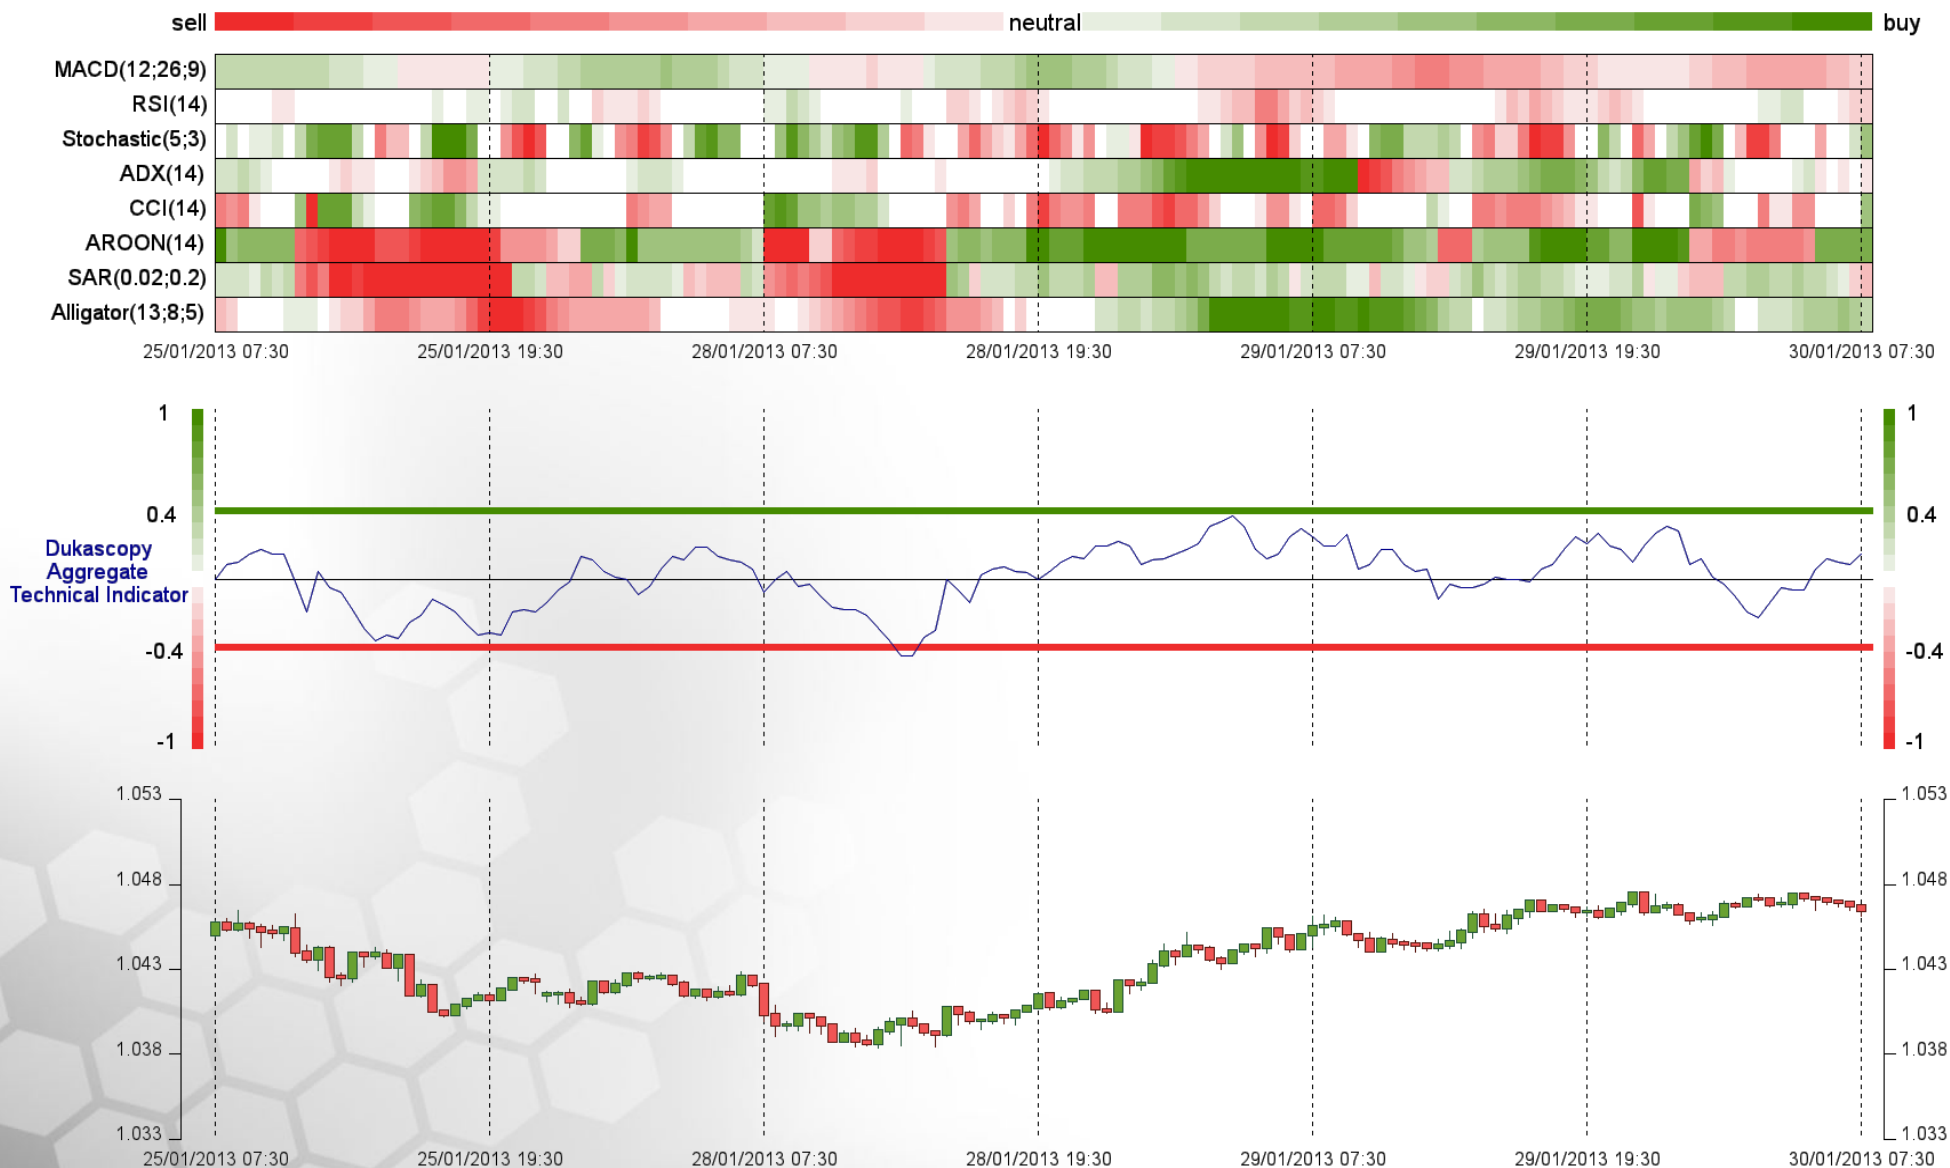 sell neutral buy
MACD(12;26;9)
RSI(14)
Stochastic(5;3)
ADX(14)
CCI(14)
AROON(14)
SAR(0.02;0.2)
Alligator(13;8;5)
25/01/2013 07:30 25/01/2013 19:30 28/01/2013 07:30 28/01/2013 19:30 29/01/2013 07:30 29/01/2013 19:30 30/01/2013 07:30
1 1
0.4 0.4
Dukascopy
Aggregate
Technical Indicator
-0.4 -0.4
-1 -1
1.053 1.053
1.048 1.048
1.043 1.043
1.038 1.038
1.033 1.033
25/01/2013 07:30 25/01/2013 19:30 28/01/2013 07:30 28/01/2013 19:30 29/01/2013 07:30 29/01/2013 19:30 30/01/2013 07:30